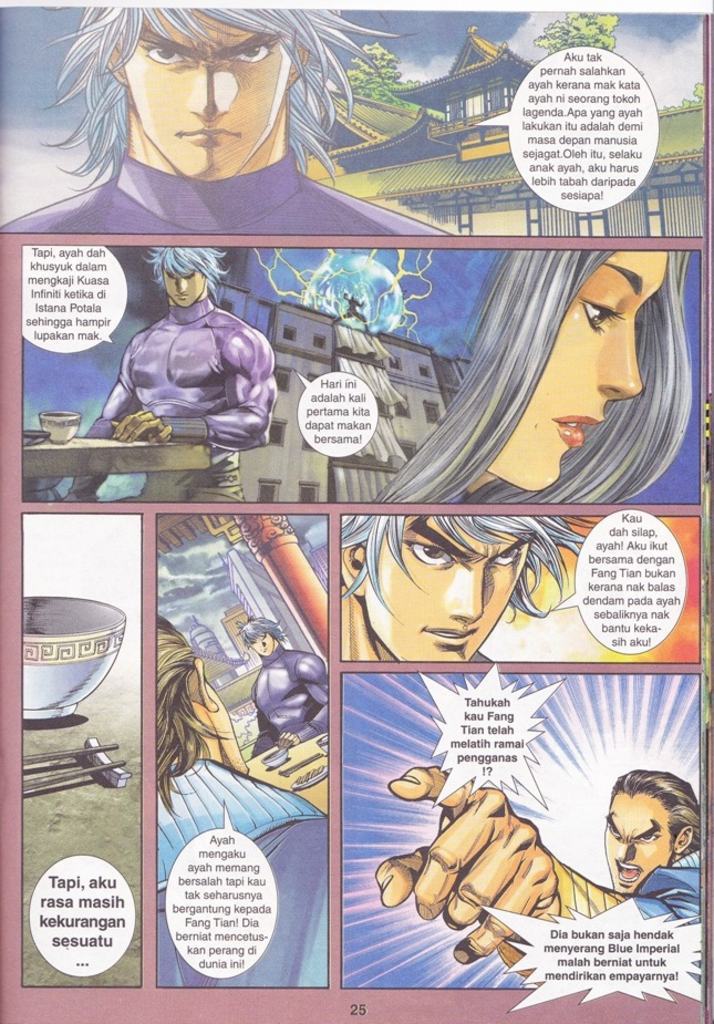 Aku tak
pernah salahkan
ayah kerana mak kata
ayah ni seorang tokoh
lagenda.Apa yang ayah
lakukan itu adalah demi
masa depan manusia
sejagat.Oleh itu, selaku
anak ayah, aku harus
lebih tabah daripada
sesiapa!
Tapi, ayah dah
khusyuk dalam
mengkaji Kuasa
Infiniti ketika di
Istana Potala
sehingga hampir
lupakan mak.
Hari ini
adalah kali
pertama kita
dapat makan
bersama!
Tapi, aku
rasa masih
kekurangan
sesuatu
...
Ayah
mengaku
ayah memang
bersalah tapi kau
tak seharusnya
bergantung kepada
Fang Tian! Dia
berniat mencetus-
kan perang di
dunia ini!
Kau
dah silap,
ayah! Aku ikut
bersama dengan
Fang Tian bukan
kerana nak balas
dendam pada ayah
tapi nak
bantu keka-
sih aku!
Tahukah
kau Fang
Tian telah
melatih ramai
pengganas
!?
Dia bukan saja hendak
menyerang Blue Imperial
malah berniat untuk
mendirikan empayarnya!
25